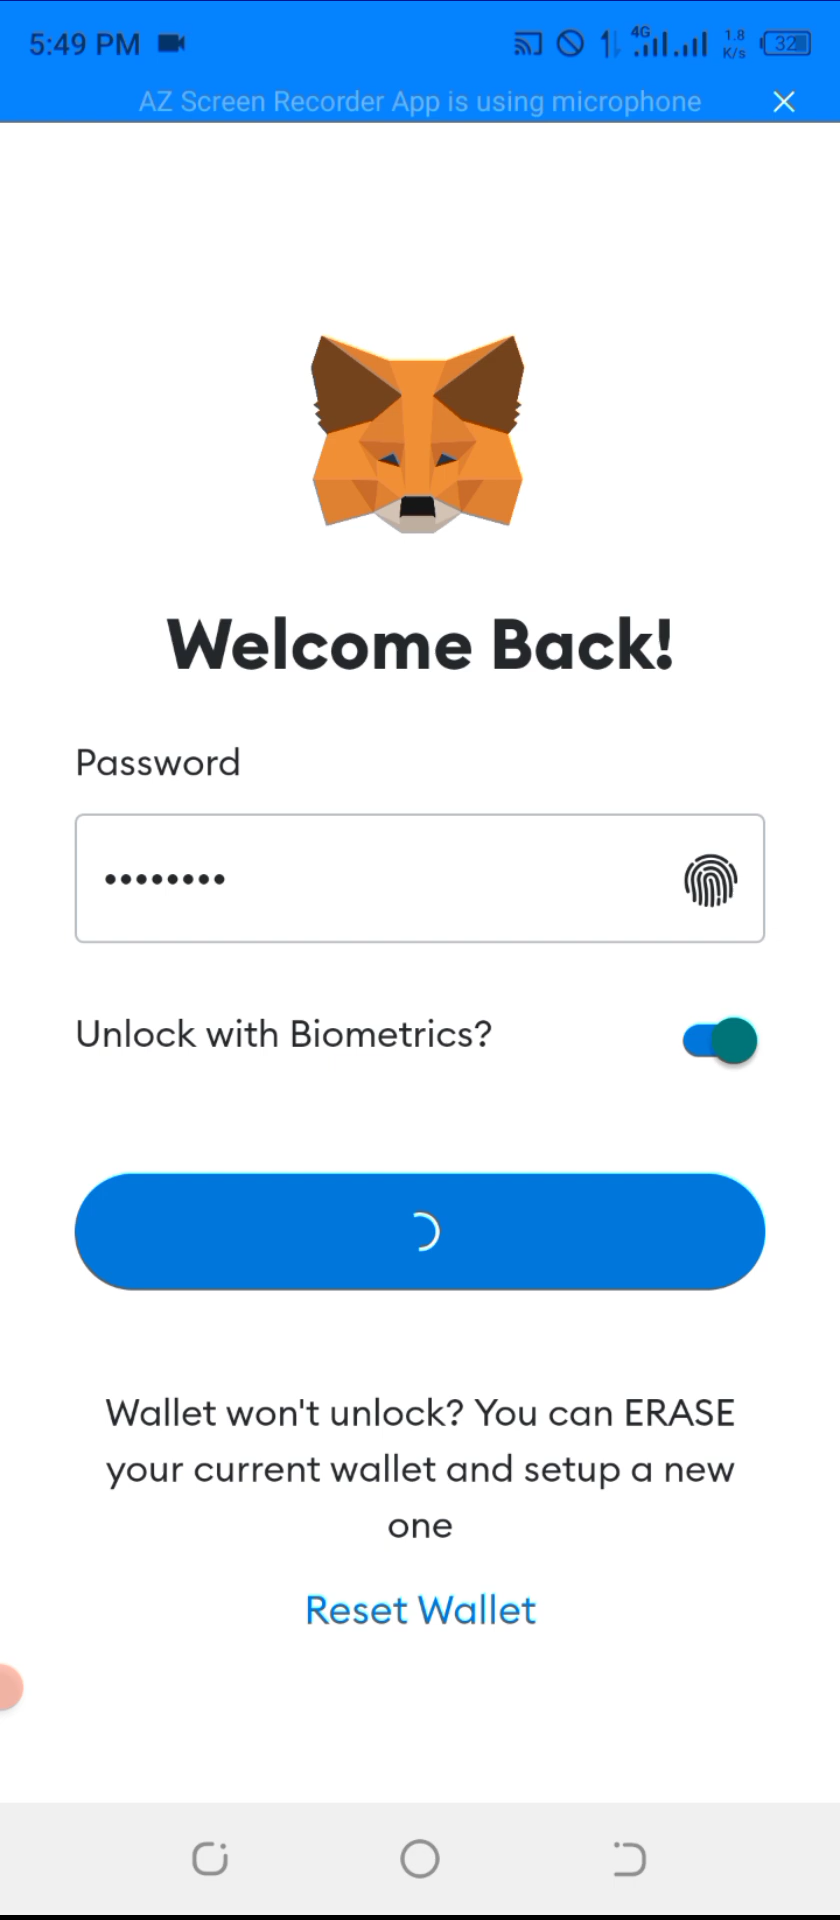 5:49 PM
4G
1.8
K/s
32
AZ Screen Recorder App is using microphone
Welcome Back!
Password
Unlock with Biometrics?
Wallet won't unlock? You can ERASE
your current wallet and setup a new
one
Reset Wallet